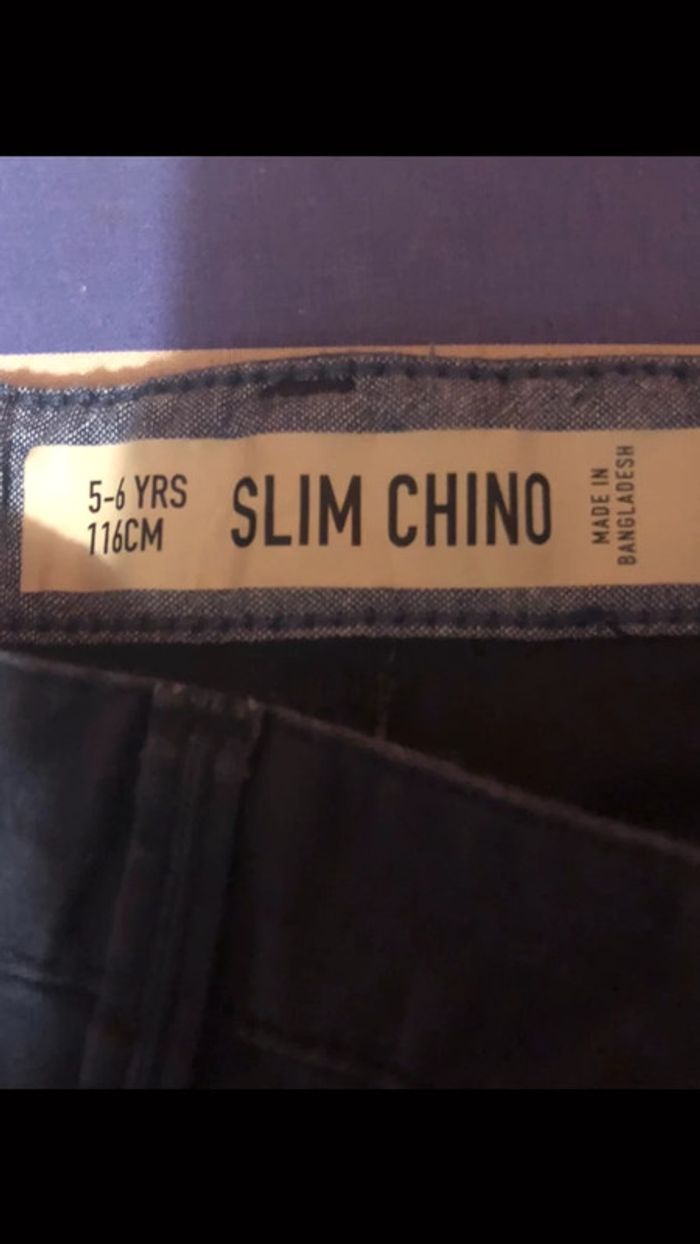 5-6 YRS
116CM
SLIM CHINO
MADE IN
BANGLADESH